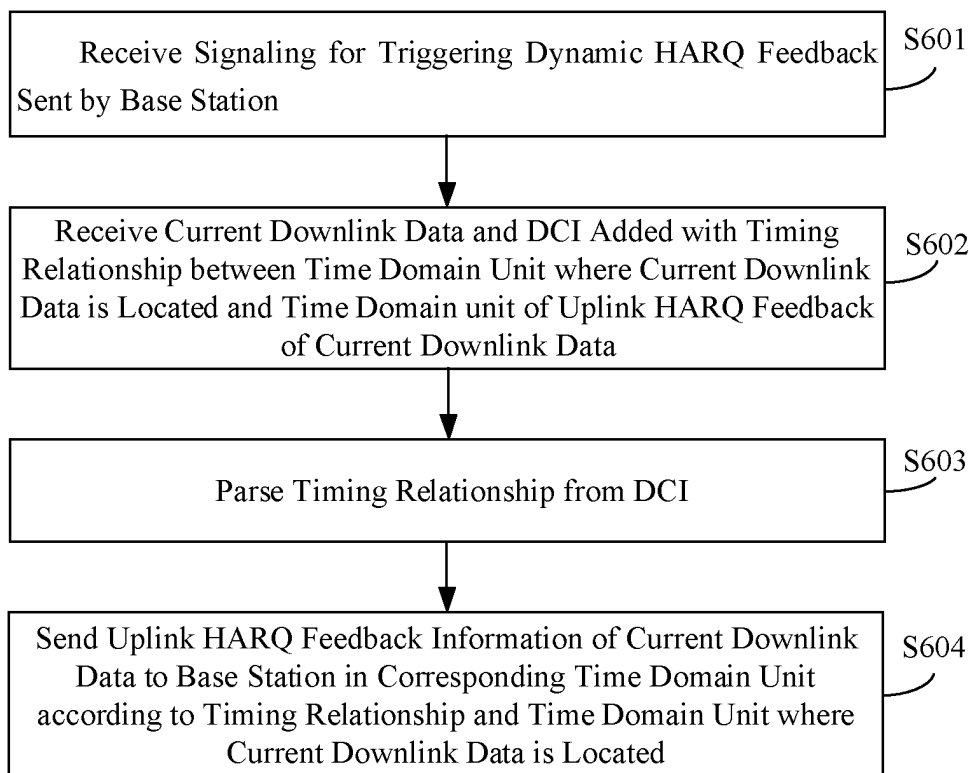 Receive Signaling for Triggering Dynamic HARQ Feedback
Sent by Base Station
S601
Receive Current Downlink Data and DCI Added with Timing
Relationship between Time Domain Unit where Current Downlink
Data is Located and Time Domain unit of Uplink HARQ Feedback
of Current Downlink Data
S602
Parse Timing Relationship from DCI
S603
Send Uplink HARQ Feedback Information of Current Downlink
Data to Base Station in Corresponding Time Domain Unit
according to Timing Relationship and Time Domain Unit where
Current Downlink Data is Located
S604